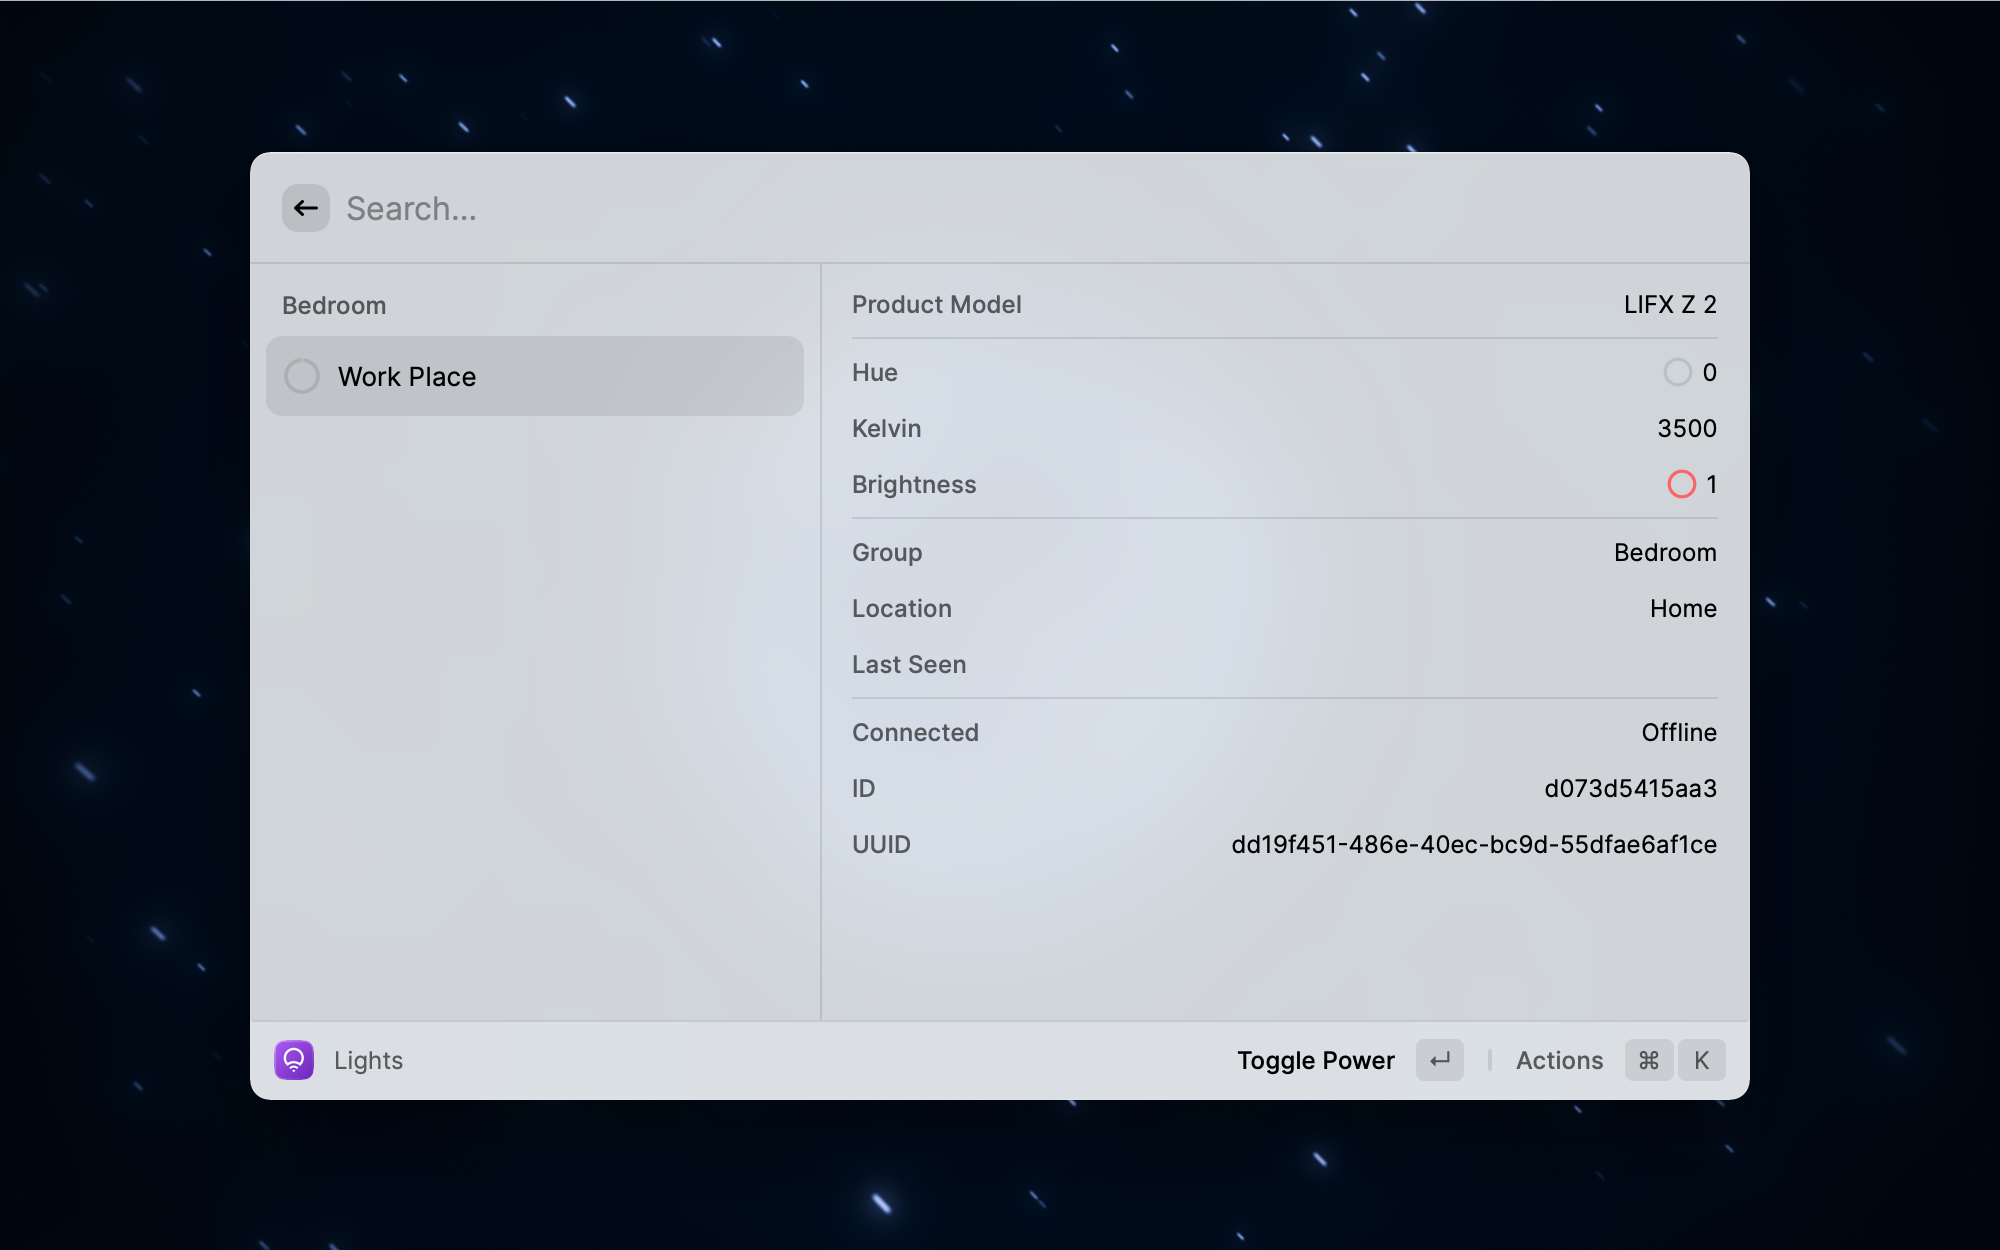 Search...
Bedroom
Work Place
Product Model LIFX Z 2
Hue 0
Kelvin 3500
Brightness 1
Group Bedroom
Location Home
Last Seen
Connected Offline
ID d073d5415aa3
UUID dd19f451-486e-40ec-bc9d-55dfae6af1ce
Lights Toggle Power ↵ Actions ⌘ K